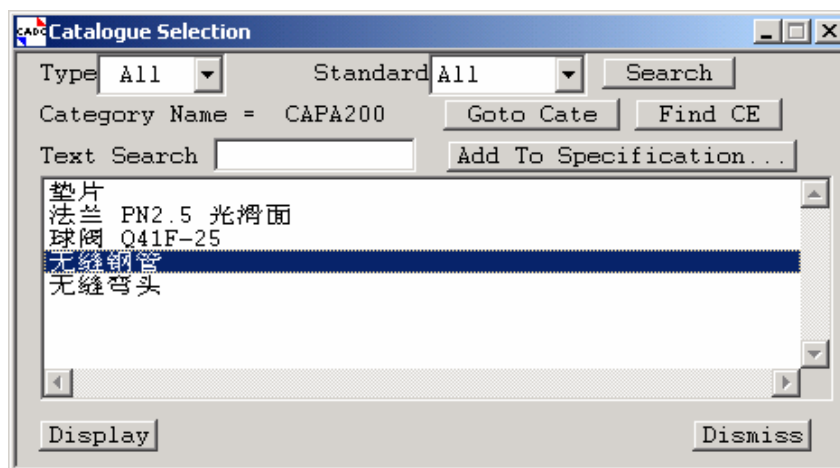 CADC Catalogue Selection
Type All Standard All Search
Category Name = CAPA200 Goto Cate Find CE
Text Search Add To Specification...
垫片
法兰 PN2.5 光滑面
球阀 Q41F-25
无缝钢管
无缝弯头
Display Dismiss